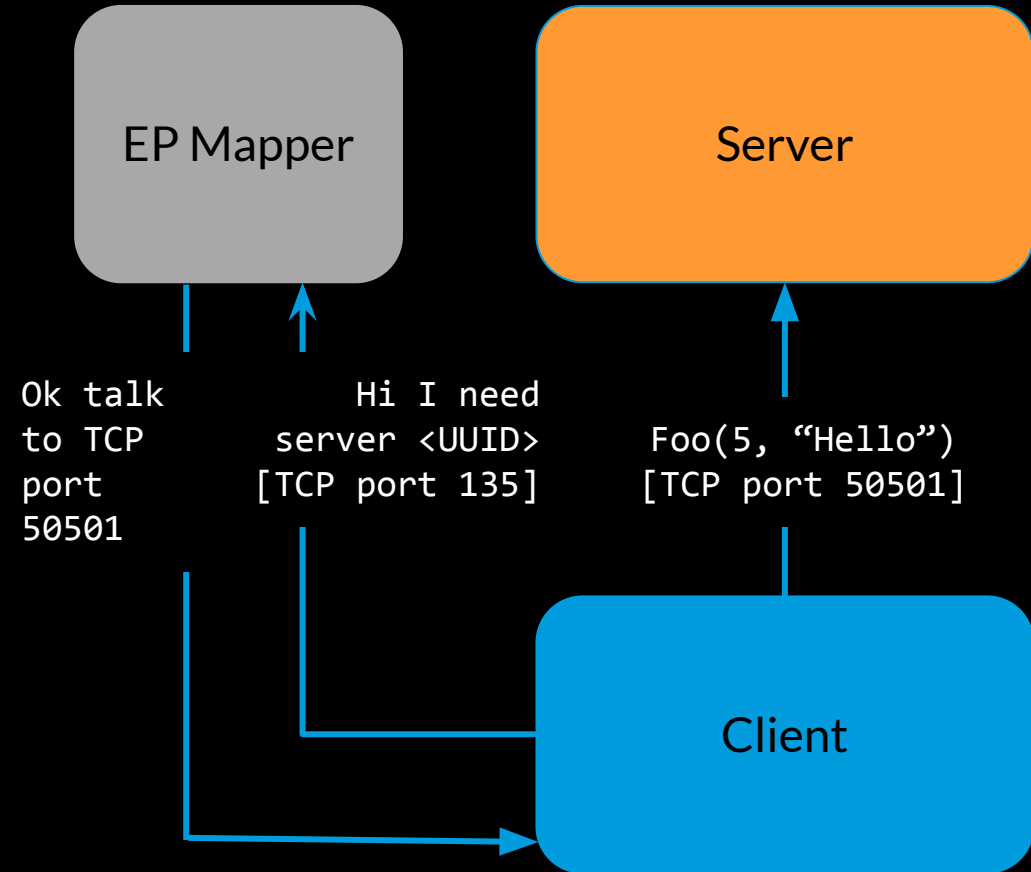 EP Mapper
Server
Ok talk
to TCP
port
50501
Hi I need
server <UUID>
[TCP port 135]
Foo(5, “Hello”)
[TCP port 50501]
Client